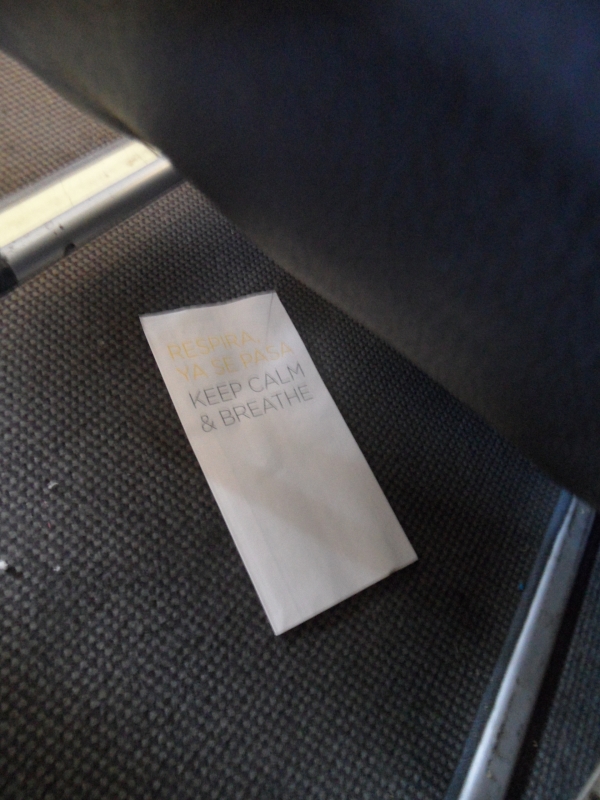 RESPIRA,
YA SE PASA
KEEP CALM
& BREATHE